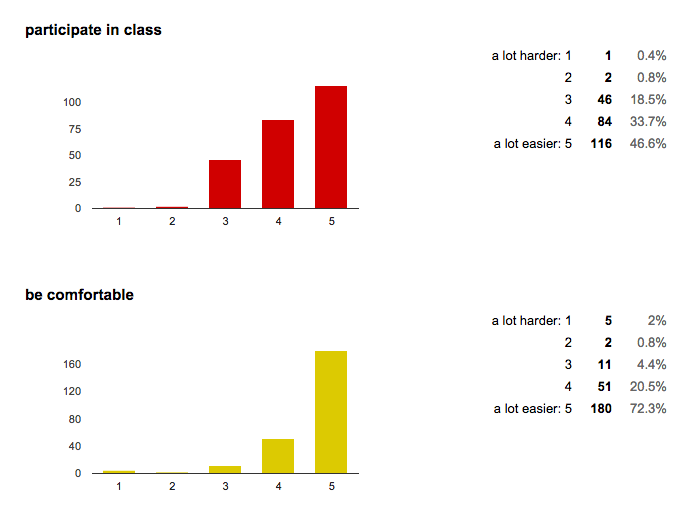 participate in class
a lot harder: 1 1 0.4%
2 2 0.8%
3 46 18.5%
4 84 33.7%
a lot easier: 5 116 46.6%
100
75
50
25
0
1 2 3 4 5
be comfortable
a lot harder: 1 5 2%
2 2 0.8%
3 11 4.4%
4 51 20.5%
a lot easier: 5 180 72.3%
160
120
80
40
0
1 2 3 4 5